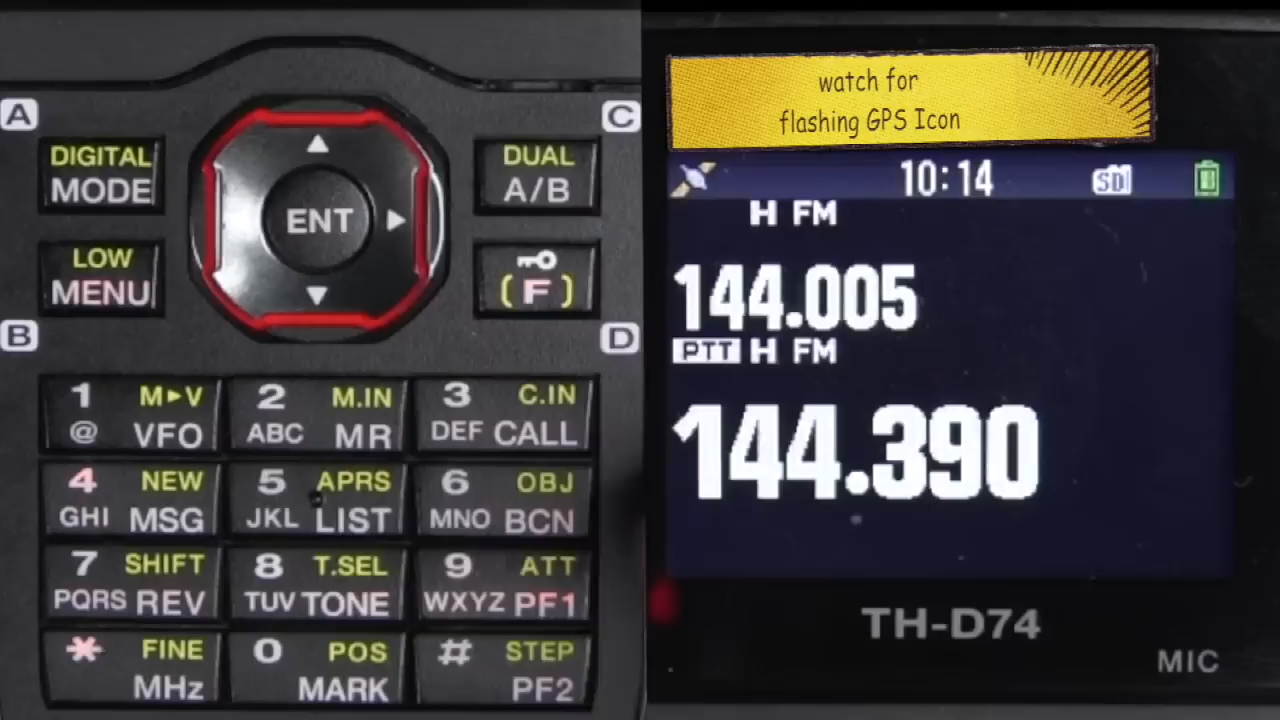 A
DIGITAL
MODE
LOW
MENU
B
ENT
C
DUAL
A/B
(F)
D
1 M▶V
@ VFO
2 M.IN
ABC MR
3 C.IN
DEF CALL
4 NEW
GHI MSG
5 APRS
JKL LIST
6 OBJ
MNO BCN
7 SHIFT
PQRS REV
8 T.SEL
TUV TONE
9 ATT
WXYZ PF1
* FINE
MHz
0 POS
MARK
# STEP
PF2
watch for
flashing GPS Icon
10:14 SD
H FM
144.005
PTT H FM
144.390
TH-D74
MIC